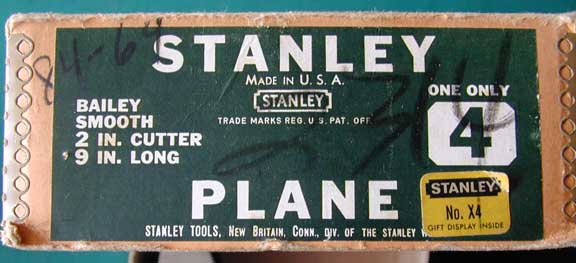 84-64
STANLEY
MADE IN U.S.A.
STANLEY
TRADE MARKS REG. U.S. PAT. OFF.
BAILEY
SMOOTH
2 IN. CUTTER
9 IN. LONG
ONE ONLY
4
PLANE
STANLEY TOOLS, NEW BRITAIN, CONN., DIV. OF THE STANLEY
STANLEY
No. X4
GIFT DISPLAY INSIDE